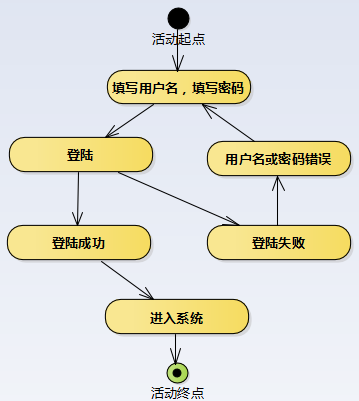 活动起点
填写用户名，填写密码
登陆
用户名或密码错误
登陆成功
登陆失败
进入系统
活动终点